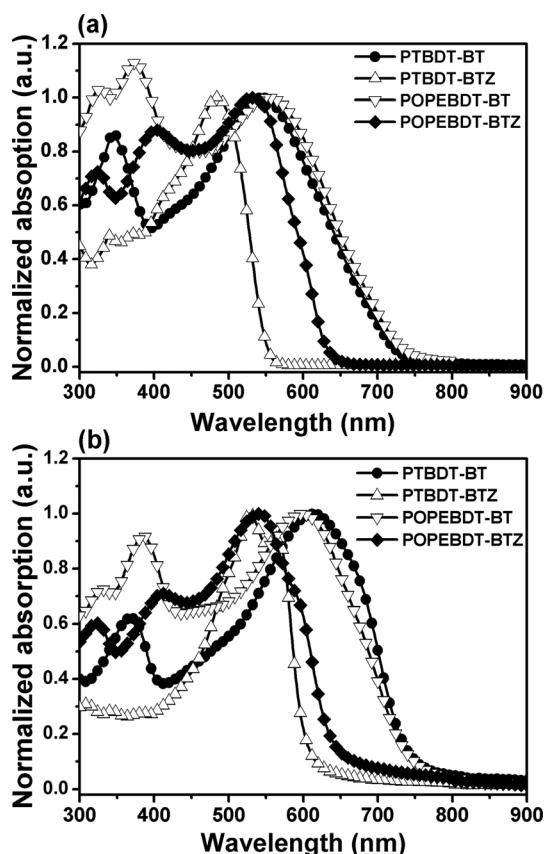 (a)
Normalized absoption (a.u.)
1.2
1.0
0.8
0.6
0.4
0.2
0.0
PTBDT-BT
PTBDT-BTZ
POPEBDT-BT
POPEBDT-BTZ
300 400 500 600 700 800 900
Wavelength (nm)
(b)
Normalized absorption (a.u.)
1.2
1.0
0.8
0.6
0.4
0.2
0.0
PTBDT-BT
PTBDT-BTZ
POPEBDT-BT
POPEBDT-BTZ
300 400 500 600 700 800 900
Wavelength (nm)